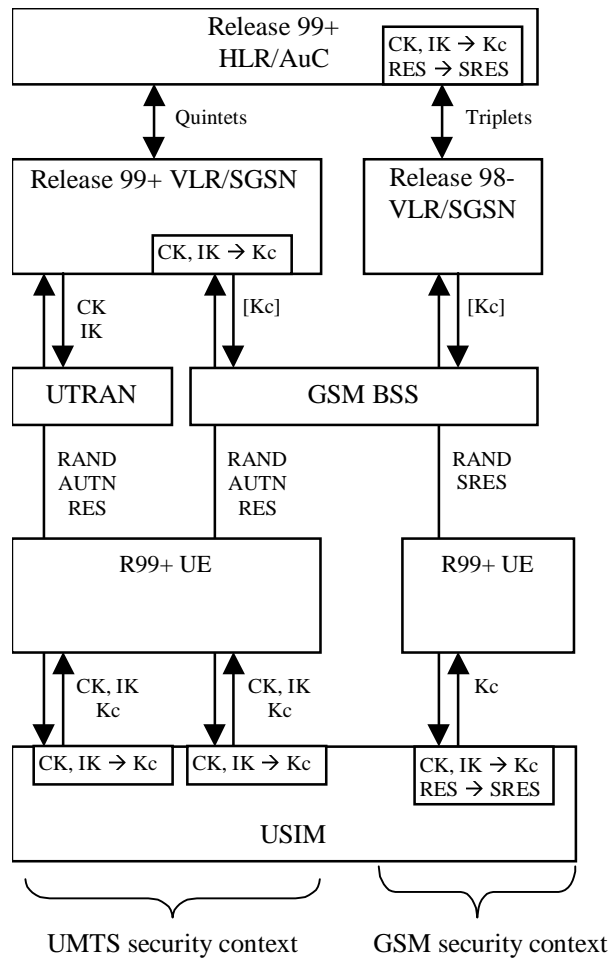 Release 99+
HLR/AuC
CK, IK → Kc
RES → SRES
Quintets
Triplets
Release 99+ VLR/SGSN
CK, IK → Kc
Release 98-
VLR/SGSN
CK
IK
[Kc]
[Kc]
UTRAN
GSM BSS
RAND
AUTN
RES
RAND
AUTN
RES
RAND
SRES
R99+ UE
R99+ UE
CK, IK
Kc
CK, IK
Kc
Kc
CK, IK → Kc
CK, IK → Kc
CK, IK → Kc
RES → SRES
USIM
UMTS security context
GSM security context